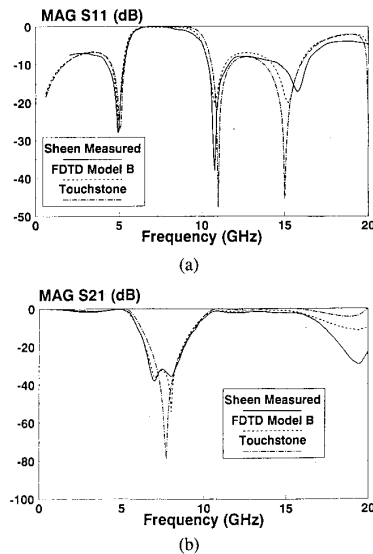 MAG S11 (dB)
0
-10
-20
-30
-40
-50
Sheen Measured
FDTD Model B
Touchstone
0 5 10 15 20
Frequency (GHz)
(a)
MAG S21 (dB)
0
-20
-40
-60
-80
-100
Sheen Measured
FDTD Model B
Touchstone
0 5 10 15 20
Frequency (GHz)
(b)